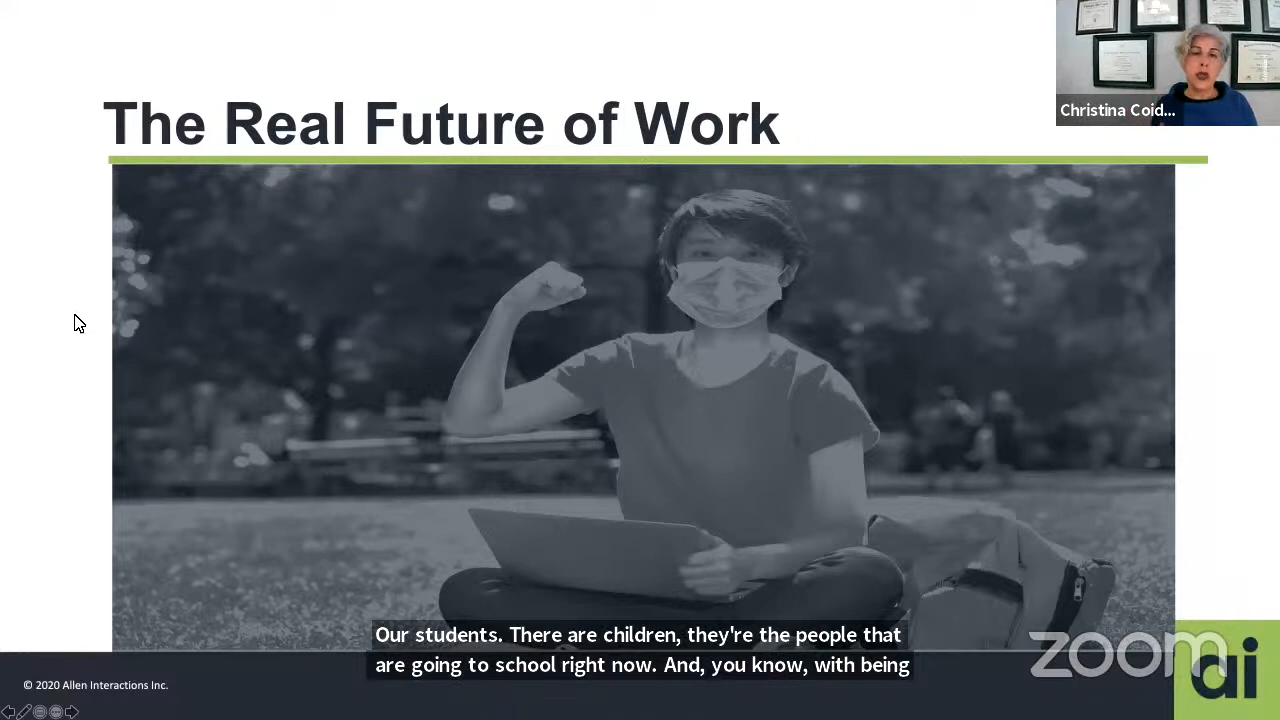 The Real Future of Work
Christina Coid...
Our students. There are children, they're the people that
are going to school right now. And, you know, with being
© 2020 Allen Interactions Inc.
zoom
ai